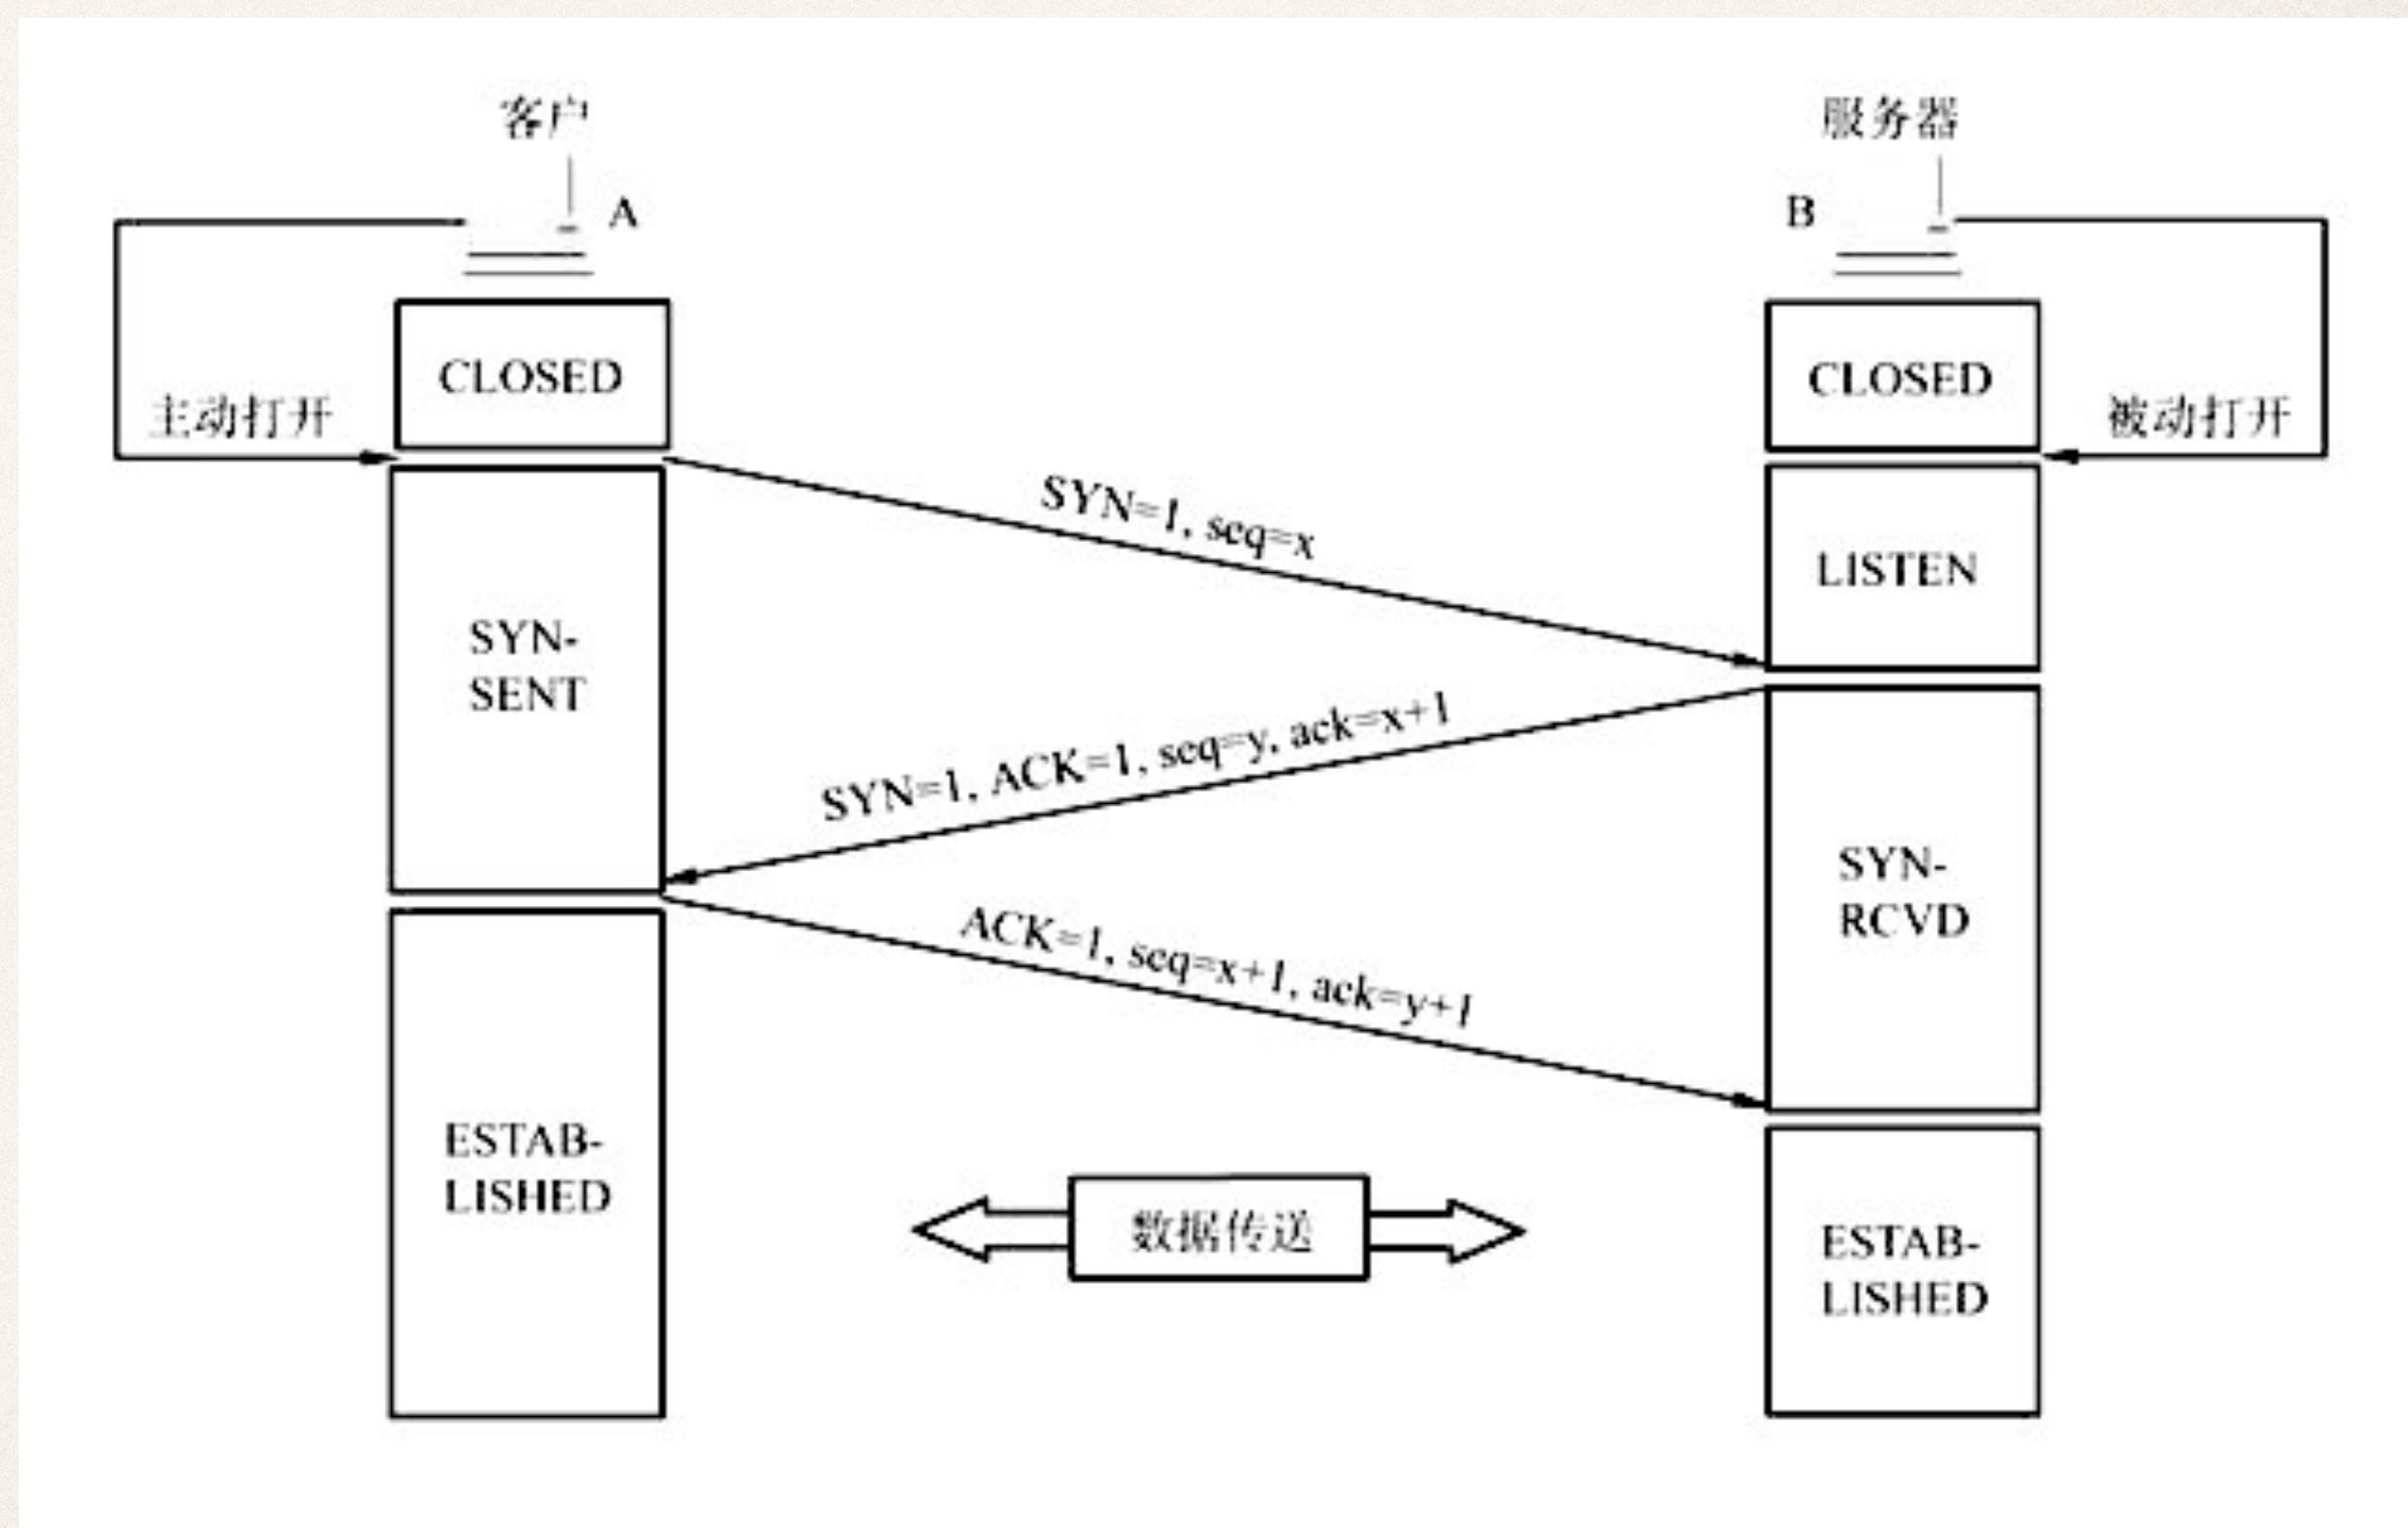 客户
服务器
A
B
CLOSED
CLOSED
主动打开
被动打开
SYN=1, seq=x
LISTEN
SYN-
SENT
SYN=1, ACK=1, seq=y, ack=x+1
SYN-
RCVD
ACK=1, seq=x+1, ack=y+1
ESTAB-
LISHED
数据传送
ESTAB-
LISHED